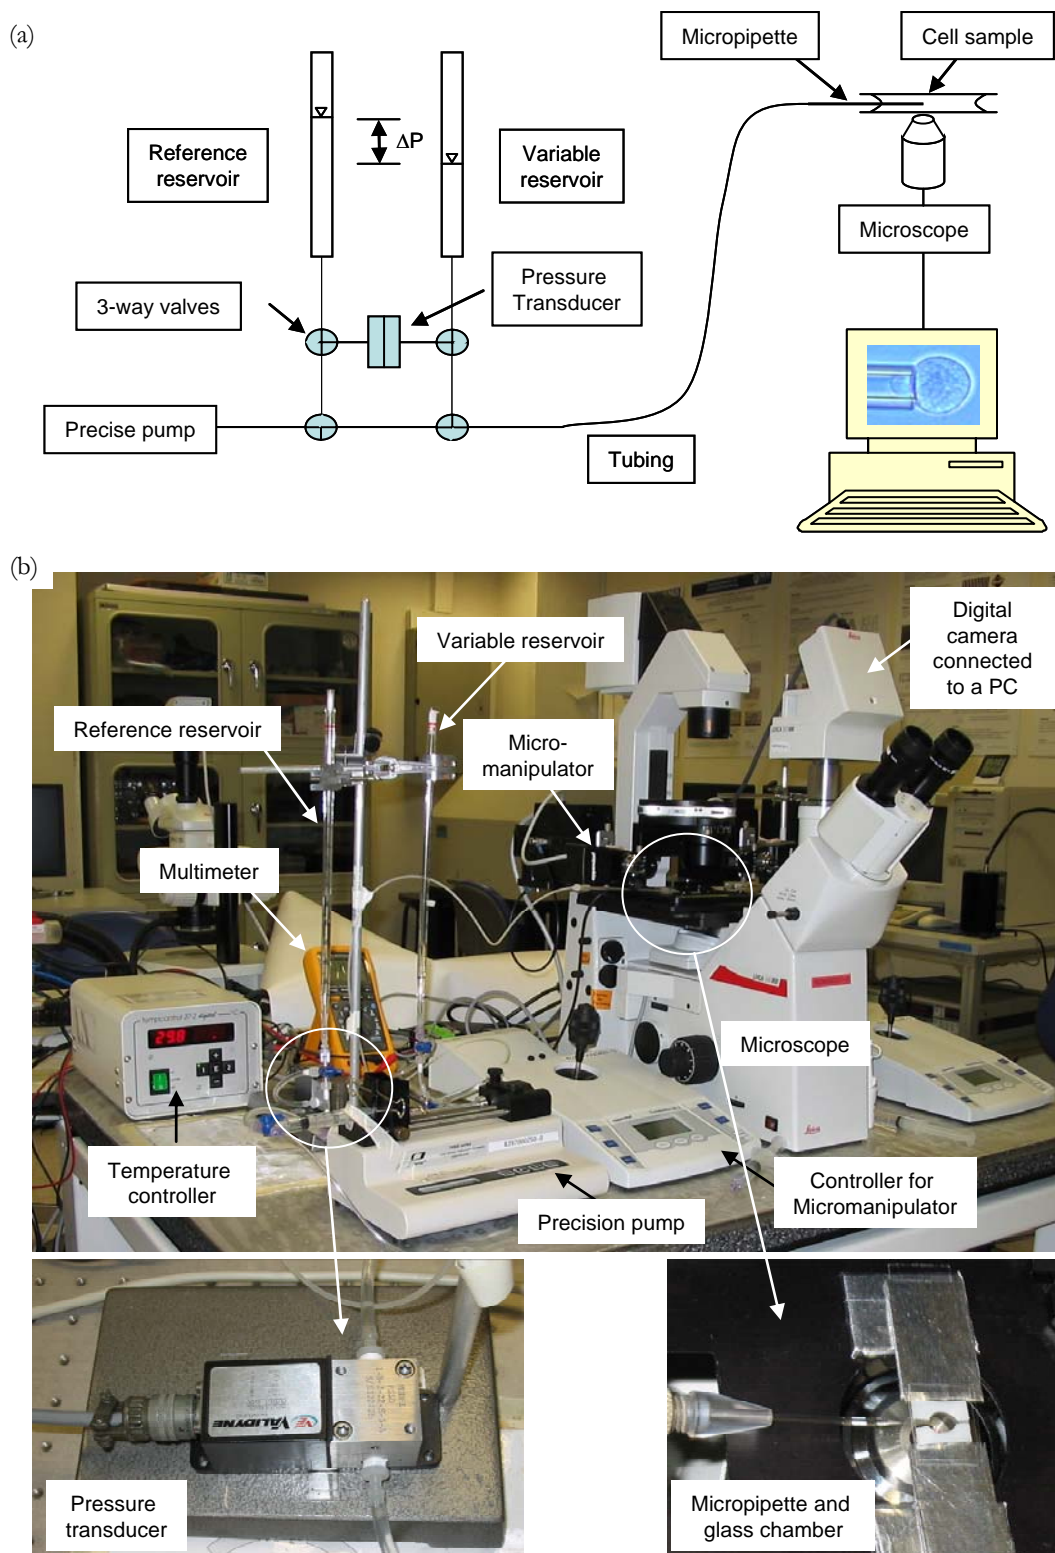 (a)
Micropipette
Cell sample
Reference
reservoir
ΔP
Variable
reservoir
Microscope
Pressure
Transducer
3-way valves
Precise pump
Tubing
(b)
Digital
camera
connected
to a PC
Variable reservoir
Reference reservoir
Micro-
manipulator
Multimeter
Microscope
29.8
Temperature
controller
Controller for
Micromanipulator
Precision pump
VALIDYNE
Pressure
transducer
Micropipette and
glass chamber